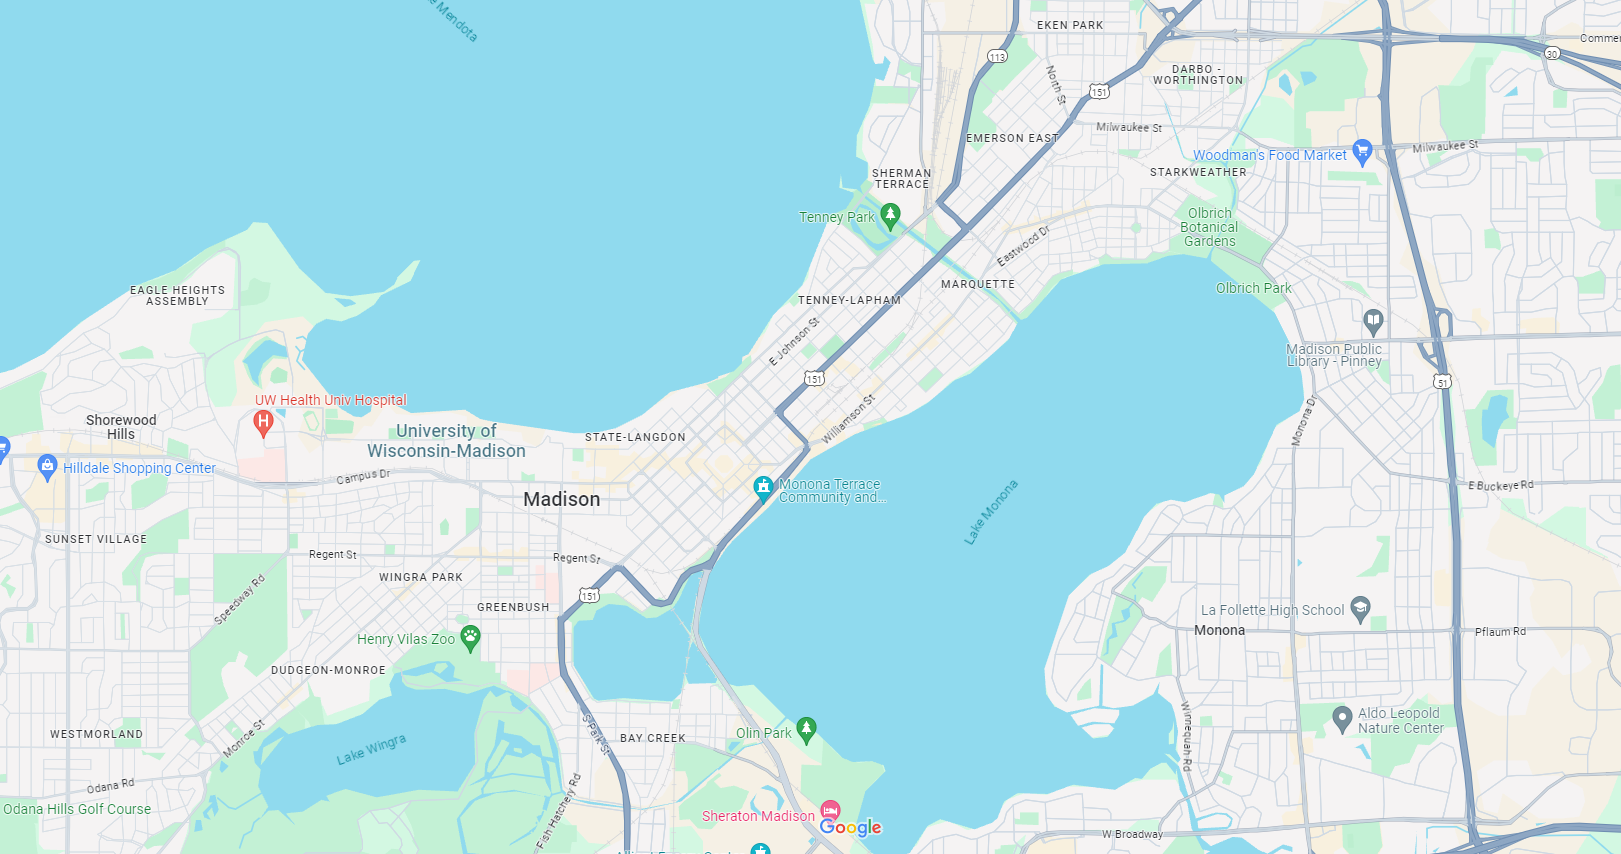 Mendota
EKEN PARK
113
30
DARBO -
WORTHINGTON
North St
151
Milwaukee St
EMERSON EAST
Woodman's Food Market
Milwaukee St
STARKWEATHER
SHERMAN
TERRACE
Tenney Park
Olbrich
Botanical
Gardens
Eastwood Dr
EAGLE HEIGHTS
ASSEMBLY
MARQUETTE
Olbrich Park
TENNEY-LAPHAM
E Johnson St
Madison Public
Library - Pinney
151
51
UW Health Univ Hospital
H
Shorewood
Hills
Williamson St
Monona Dr
University of
Wisconsin-Madison
STATE-LANGDON
Hilldale Shopping Center
Campus Dr
Monona Terrace
Community and...
E Buckeye Rd
Madison
Lake Monona
SUNSET VILLAGE
Regent St
Regent St
WINGRA PARK
Speedway Rd
151
GREENBUSH
La Follette High School
Monona
Pflaum Rd
Henry Vilas Zoo
DUDGEON-MONROE
Aldo Leopold
Nature Center
Winnequah Rd
WESTMORLAND
Monroe St
Lake Wingra
S Park St
BAY CREEK
Olin Park
Odana Rd
Odana Hills Golf Course
Fish Hatchery Rd
Sheraton Madison
Google
W Broadway